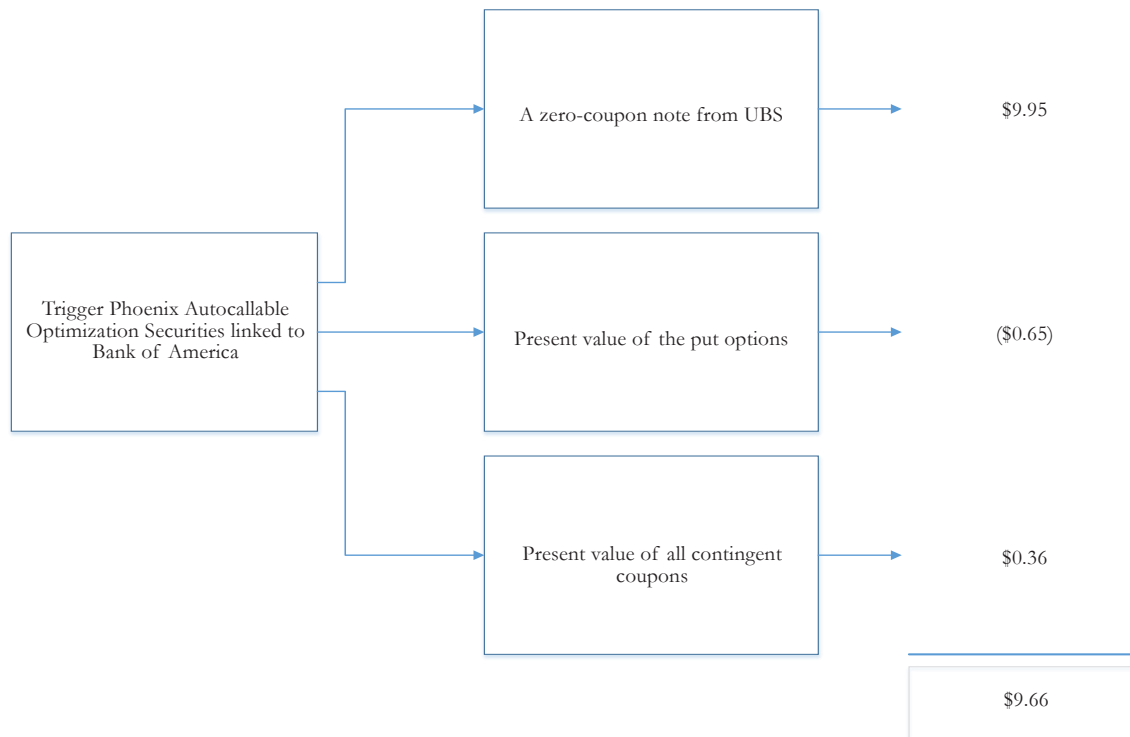 A zero-coupon note from UBS
$9.95
Trigger Phoenix Autocallable
Optimization Securities linked to
Bank of America
Present value of the put options
($0.65)
Present value of all contingent
coupons
$0.36
$9.66